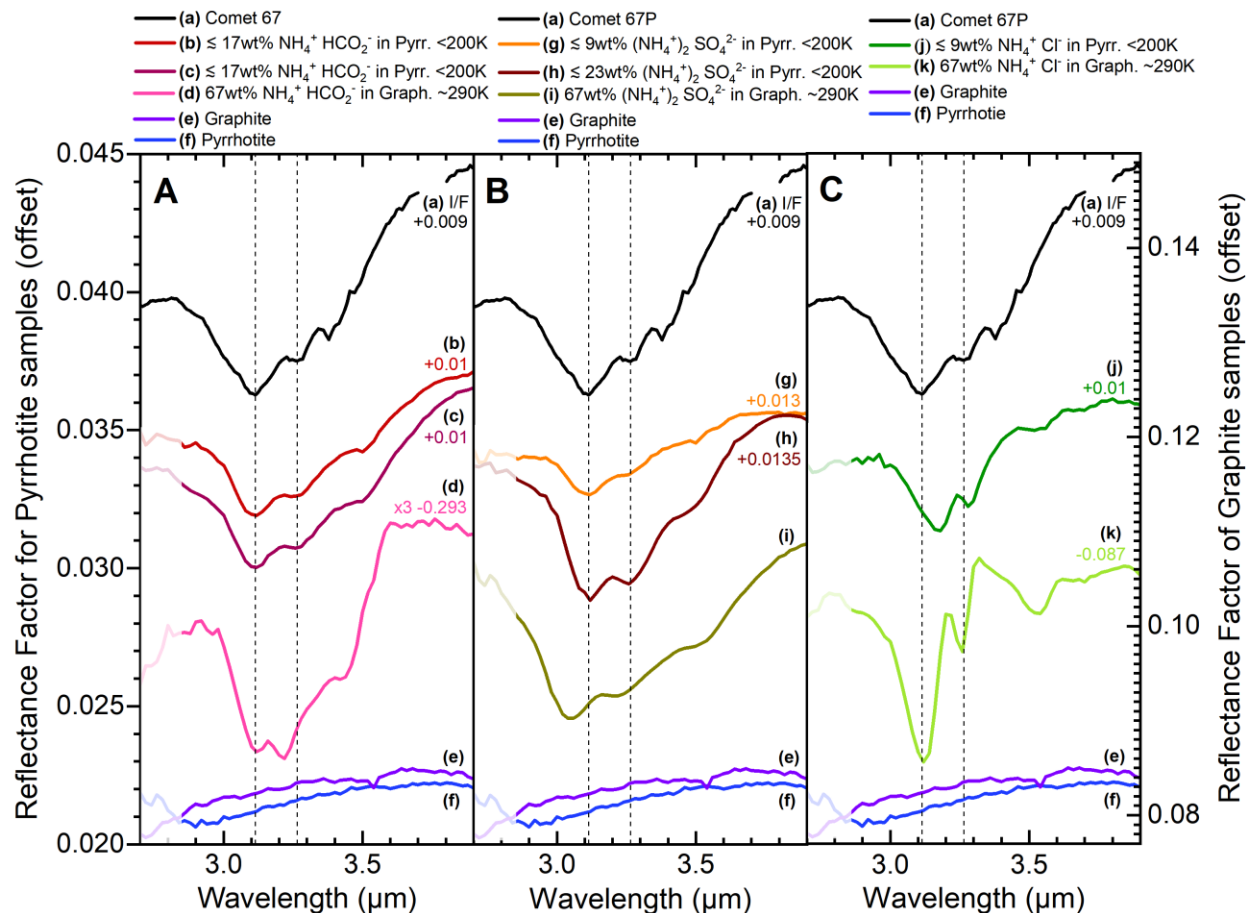 (a) Comet 67
(b) ≲ 17wt% NH₄⁺ HCO₂⁻ in Pyrr. <200K
(c) ≲ 17wt% NH₄⁺ HCO₂⁻ in Pyrr. <200K
(d) 67wt% NH₄⁺ HCO₂⁻ in Graph. ~290K
(e) Graphite
(f) Pyrrhotite
(a) Comet 67P
(g) ≲ 9wt% (NH₄⁺)₂ SO₄²⁻ in Pyrr. <200K
(h) ≲ 23wt% (NH₄⁺)₂ SO₄²⁻ in Pyrr. <200K
(i) 67wt% (NH₄⁺)₂ SO₄²⁻ in Graph. ~290K
(e) Graphite
(f) Pyrrhotite
(a) Comet 67P
(j) ≲ 9wt% NH₄⁺ Cl⁻ in Pyrr. <200K
(k) 67wt% NH₄⁺ Cl⁻ in Graph. ~290K
(e) Graphite
(f) Pyrrhotie
Reflectance Factor for Pyrrhotite samples (offset)
0.045
0.040
0.035
0.030
0.025
0.020
A
(a) I/F
+0.009
(b)
+0.01
(c)
+0.01
(d)
x3 -0.293
(e)
(f)
3.0 3.5
Wavelength (µm)
B
(a) I/F
+0.009
(g)
+0.013
(h)
+0.0135
(i)
(e)
(f)
3.0 3.5
Wavelength (µm)
C
(a) I/F
+0.009
(j)
+0.01
(k)
-0.087
(e)
(f)
3.0 3.5
Wavelength (µm)
0.14
0.12
0.10
0.08
Reflectance Factor of Graphite samples (offset)